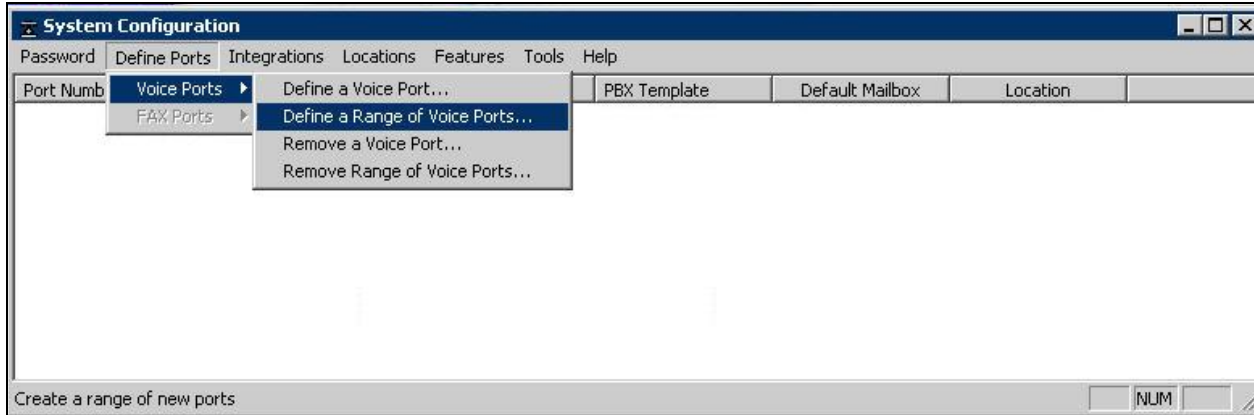 System Configuration
Password Define Ports Integrations Locations Features Tools Help
Port Numb PBX Template Default Mailbox Location
Voice Ports Define a Voice Port...
FAX Ports Define a Range of Voice Ports...
Remove a Voice Port...
Remove Range of Voice Ports...
Create a range of new ports NUM